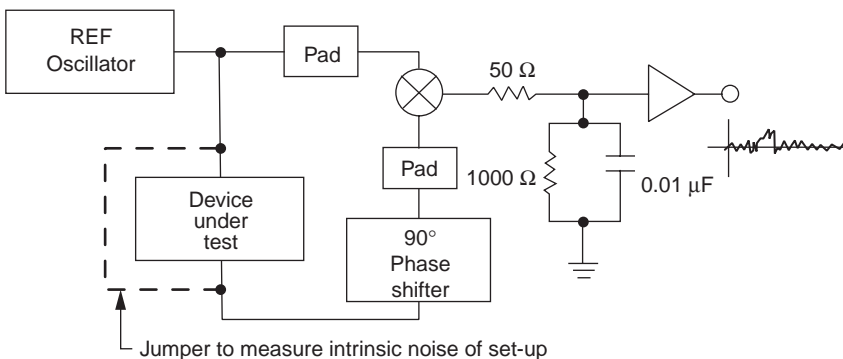 REF
Oscillator
Pad
50 Ω
Pad
1000 Ω
0.01 μF
Device
under
test
90°
Phase
shifter
Jumper to measure intrinsic noise of set-up